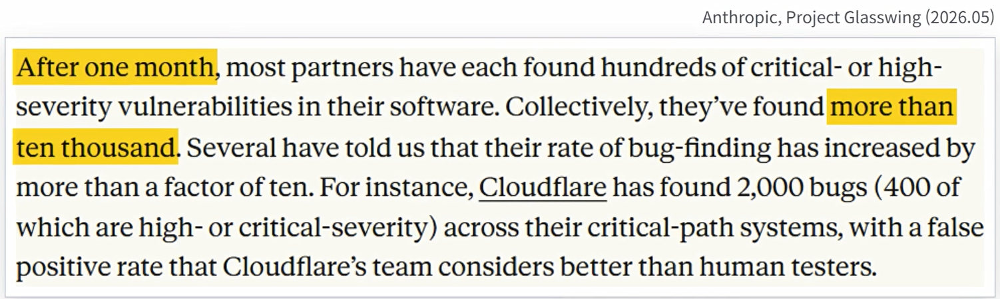 Anthropic, Project Glasswing (2026.05)
After one month, most partners have each found hundreds of critical- or high-
severity vulnerabilities in their software. Collectively, they’ve found more than
ten thousand. Several have told us that their rate of bug-finding has increased by
more than a factor of ten. For instance, Cloudflare has found 2,000 bugs (400 of
which are high- or critical-severity) across their critical-path systems, with a false
positive rate that Cloudflare’s team considers better than human testers.